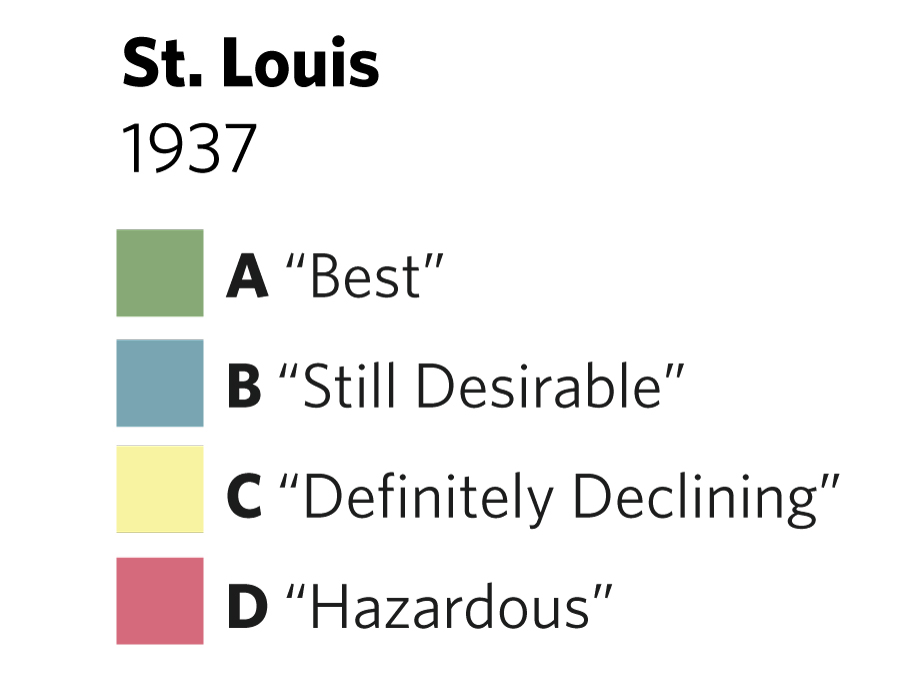 St. Louis
1937
A “Best”
B “Still Desirable”
C “Definitely Declining”
D “Hazardous”